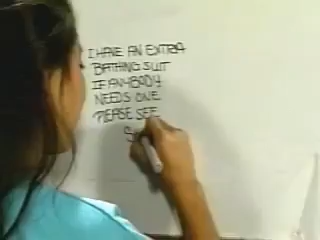 I HAVE AN EXTRA
BATHING SUIT
IF ANYBODY
NEEDS ONE
PLEASE SEE
S